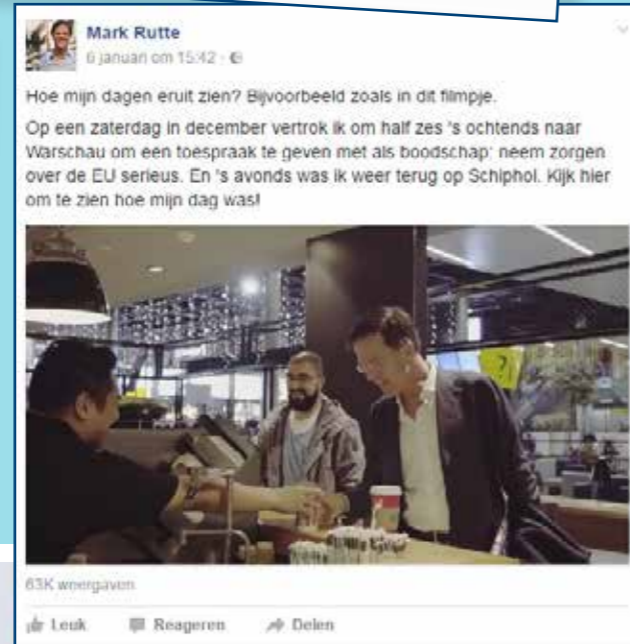 Mark Rutte
6 januari om 15:42 ·
Hoe mijn dagen eruit zien? Bijvoorbeeld zoals in dit filmpje.
Op een zaterdag in december vertrok ik om half zes 's ochtends naar
Warschau om een toespraak te geven met als boodschap: neem zorgen
over de EU serieus. En 's avonds was ik weer terug op Schiphol. Kijk hier
om te zien hoe mijn dag was!
63K weergaven
Leuk Reageren Delen